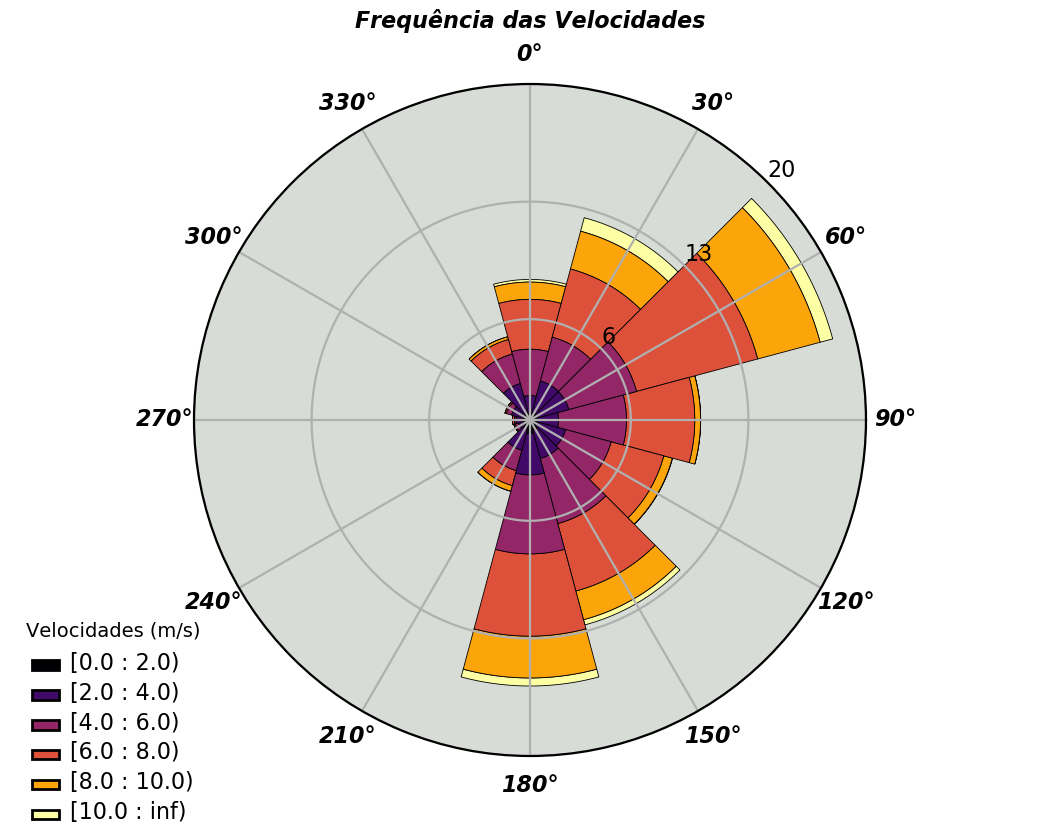 Frequência das Velocidades
0°
330°
30°
20
300°
60°
13
6
270°
90°
240°
120°
210°
150°
180°
Velocidades (m/s)
[0.0 : 2.0)
[2.0 : 4.0)
[4.0 : 6.0)
[6.0 : 8.0)
[8.0 : 10.0)
[10.0 : inf)